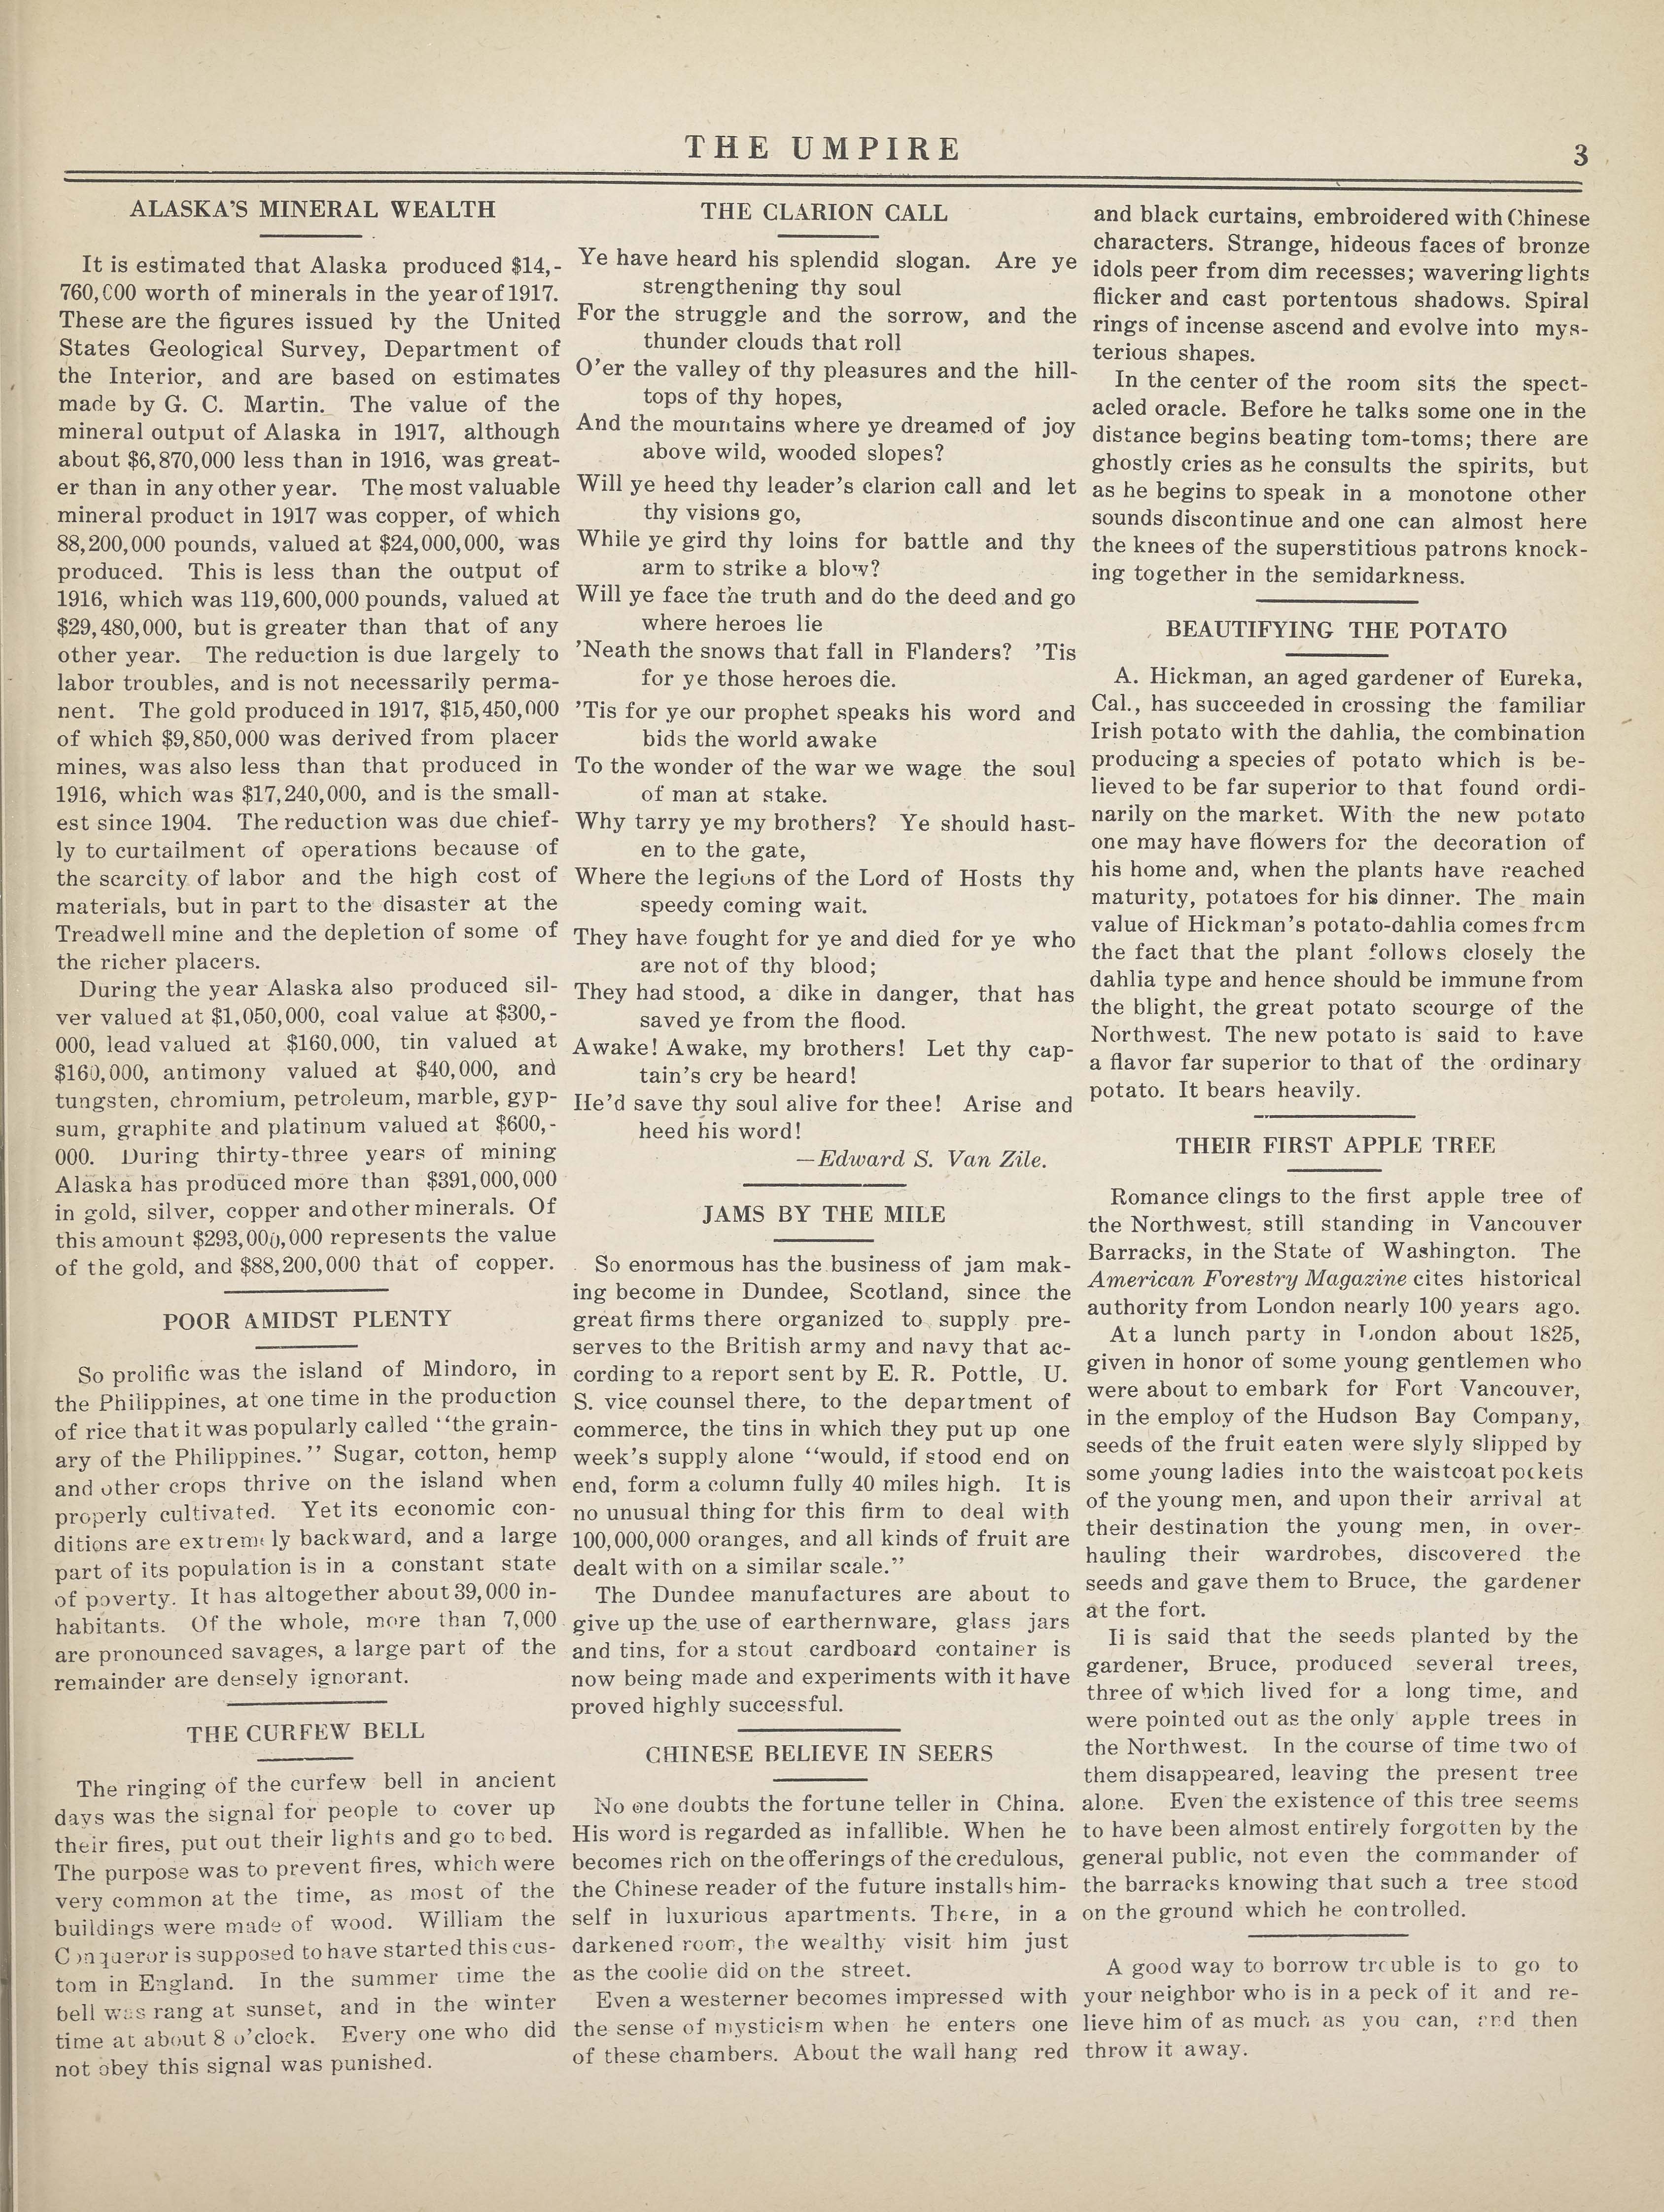 THE UMPIRE
3
ALASKA'S MINERAL WEALTH
It is estimated that Alaska produced $14,-
760,000 worth of minerals in the year of 1917.
These are the figures issued by the United
States Geological Survey, Department of
the Interior, and are based on estimates
made by G. C. Martin. The value of the
mineral output of Alaska in 1917, although
about $6,870,000 less than in 1916, was great-
er than in any other year. The most valuable
mineral product in 1917 was copper, of which
88,200,000 pounds, valued at $24,000,000, was
produced. This is less than the output of
1916, which was 119,600,000 pounds, valued at
$29,480,000, but is greater than that of any
other year. The reduction is due largely to
labor troubles, and is not necessarily perma-
nent. The gold produced in 1917, $15,450,000
of which $9,850,000 was derived from placer
mines, was also less than that produced in
1916, which was $17,240,000, and is the small-
est since 1904. The reduction was due chief-
ly to curtailment of operations because of
the scarcity of labor and the high cost of
materials, but in part to the disaster at the
Treadwell mine and the depletion of some of
the richer placers.
During the year Alaska also produced sil-
ver valued at $1,050,000, coal value at $300,-
000, lead valued at $160.000, tin valued at
$160,000, antimony valued at $40,000, and
tungsten, chromium, petroleum, marble, gyp-
sum, graphite and platinum valued at $600,-
000. During thirty-three years of mining
Alaska has produced more than $391,000,000
in gold, silver, copper and other minerals. Of
this amount $293,000,000 represents the value
of the gold, and $88,200,000 that of copper.
POOR AMIDST PLENTY
So prolific was the island of Mindoro, in
the Philippines, at one time in the production
of rice that it was popularly called "the grain-
ary of the Philippines." Sugar, cotton, hemp
and other crops thrive on the island when
properly cultivated. Yet its economic con-
ditions are extremely backward, and a large
part of its population is in a constant state
of poverty. It has altogether about 39,000 in-
habitants. Of the whole, more than 7,000
are pronounced savages, a large part of the
remainder are densely ignorant.
THE CURFEW BELL
The ringing of the curfew bell in ancient
days was the signal for people to cover up
their fires, put out their lights and go to bed.
The purpose was to prevent fires, which were
very common at the time, as most of the
buildings were made of wood. William the
Conqueror is supposed to have started this cus-
tom in England. In the summer time the
bell was rang at sunset, and in the winter
time at about 8 o'clock. Every one who did
not obey this signal was punished.
THE CLARION CALL
Ye have heard his splendid slogan. Are ye
strengthening thy soul
For the struggle and the sorrow, and the
thunder clouds that roll
O'er the valley of thy pleasures and the hill-
tops of thy hopes,
And the mountains where ye dreamed of joy
above wild, wooded slopes?
Will ye heed thy leader's clarion call and let
thy visions go,
While ye gird thy loins for battle and thy
arm to strike a blow?
Will ye face the truth and do the deed and go
where heroes lie
'Neath the snows that fall in Flanders? 'Tis
for ye those heroes die.
'Tis for ye our prophet speaks his word and
bids the world awake
To the wonder of the war we wage the soul
of man at stake.
Why tarry ye my brothers? Ye should hast-
en to the gate,
Where the legions of the Lord of Hosts thy
speedy coming wait.
They have fought for ye and died for ye who
are not of thy blood;
They had stood, a dike in danger, that has
saved ye from the flood.
Awake! Awake, my brothers! Let thy cap-
tain's cry be heard!
He'd save thy soul alive for thee! Arise and
heed his word!
—Edward S. Van Zile.
JAMS BY THE MILE
So enormous has the business of jam mak-
ing become in Dundee, Scotland, since the
great firms there organized to supply pre-
serves to the British army and navy that ac-
cording to a report sent by E. R. Pottle, U.
S. vice counsel there, to the department of
commerce, the tins in which they put up one
week's supply alone "would, if stood end on
end, form a column fully 40 miles high. It is
no unusual thing for this firm to deal with
100,000,000 oranges, and all kinds of fruit are
dealt with on a similar scale."
The Dundee manufactures are about to
give up the use of earthernware, glass jars
and tins, for a stout cardboard container is
now being made and experiments with it have
proved highly successful.
CHINESE BELIEVE IN SEERS
No one doubts the fortune teller in China.
His word is regarded as infallible. When he
becomes rich on the offerings of the credulous,
the Chinese reader of the future installs him-
self in luxurious apartments. There, in a
darkened room, the wealthy visit him just
as the coolie did on the street.
Even a westerner becomes impressed with
the sense of mysticism when he enters one
of these chambers. About the wall hang red
and black curtains, embroidered with Chinese
characters. Strange, hideous faces of bronze
idols peer from dim recesses; wavering lights
flicker and cast portentous shadows. Spiral
rings of incense ascend and evolve into mys-
terious shapes.
In the center of the room sits the spect-
acled oracle. Before he talks some one in the
distance begins beating tom-toms; there are
ghostly cries as he consults the spirits, but
as he begins to speak in a monotone other
sounds discontinue and one can almost here
the knees of the superstitious patrons knock-
ing together in the semidarkness.
BEAUTIFYING THE POTATO
A. Hickman, an aged gardener of Eureka,
Cal., has succeeded in crossing the familiar
Irish potato with the dahlia, the combination
producing a species of potato which is be-
lieved to be far superior to that found ordi-
narily on the market. With the new potato
one may have flowers for the decoration of
his home and, when the plants have reached
maturity, potatoes for his dinner. The main
value of Hickman's potato-dahlia comes from
the fact that the plant follows closely the
dahlia type and hence should be immune from
the blight, the great potato scourge of the
Northwest. The new potato is said to have
a flavor far superior to that of the ordinary
potato. It bears heavily.
THEIR FIRST APPLE TREE
Romance clings to the first apple tree of
the Northwest, still standing in Vancouver
Barracks, in the State of Washington. The
American Forestry Magazine cites historical
authority from London nearly 100 years ago.
At a lunch party in London about 1825,
given in honor of some young gentlemen who
were about to embark for Fort Vancouver,
in the employ of the Hudson Bay Company,
seeds of the fruit eaten were slyly slipped by
some young ladies into the waistcoat pockets
of the young men, and upon their arrival at
their destination the young men, in over-
hauling their wardrobes, discovered the
seeds and gave them to Bruce, the gardener
at the fort.
Ii is said that the seeds planted by the
gardener, Bruce, produced several trees,
three of which lived for a long time, and
were pointed out as the only apple trees in
the Northwest. In the course of time two of
them disappeared, leaving the present tree
alone. Even the existence of this tree seems
to have been almost entirely forgotten by the
general public, not even the commander of
the barracks knowing that such a tree stood
on the ground which he controlled.
A good way to borrow trouble is to go to
your neighbor who is in a peck of it and re-
lieve him of as much as you can, and then
throw it away.